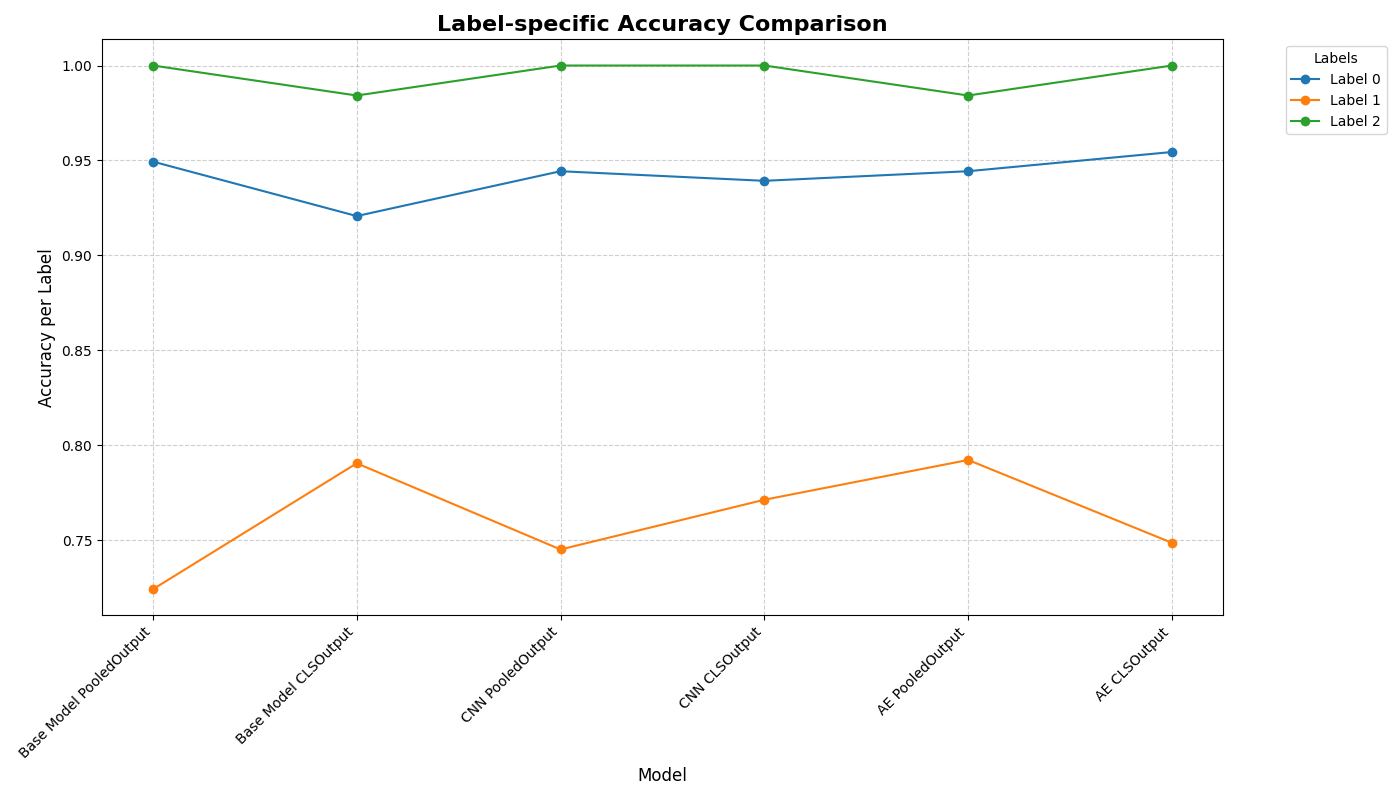 Label-specific Accuracy Comparison
Accuracy per Label
1.00
0.95
0.90
0.85
0.80
0.75
Base Model PooledOutput
Base Model CLSOutput
CNN PooledOutput
CNN CLSOutput
AE PooledOutput
AE CLSOutput
Model
Labels
Label 0
Label 1
Label 2